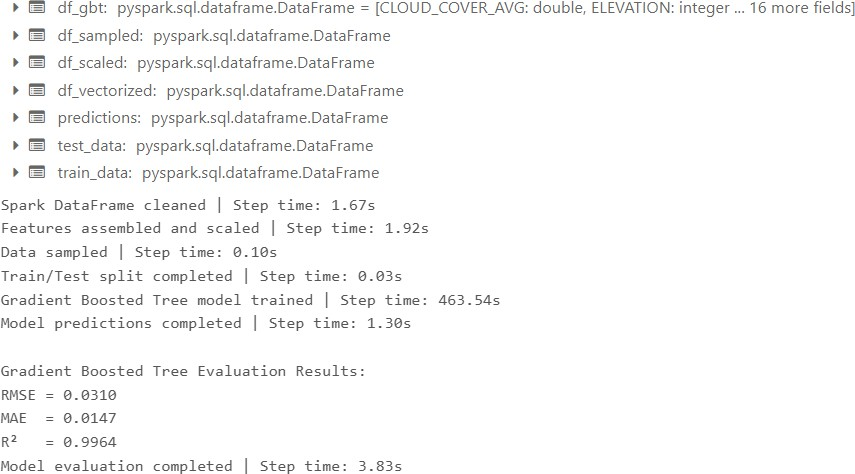 df_gbt: pyspark.sql.dataframe.DataFrame = [CLOUD_COVER_AVG: double, ELEVATION: integer ... 16 more fields]
df_sampled: pyspark.sql.dataframe.DataFrame
df_scaled: pyspark.sql.dataframe.DataFrame
df_vectorized: pyspark.sql.dataframe.DataFrame
predictions: pyspark.sql.dataframe.DataFrame
test_data: pyspark.sql.dataframe.DataFrame
train_data: pyspark.sql.dataframe.DataFrame
Spark DataFrame cleaned | Step time: 1.67s
Features assembled and scaled | Step time: 1.92s
Data sampled | Step time: 0.10s
Train/Test split completed | Step time: 0.03s
Gradient Boosted Tree model trained | Step time: 463.54s
Model predictions completed | Step time: 1.30s
Gradient Boosted Tree Evaluation Results:
RMSE = 0.0310
MAE  = 0.0147
R²   = 0.9964
Model evaluation completed | Step time: 3.83s